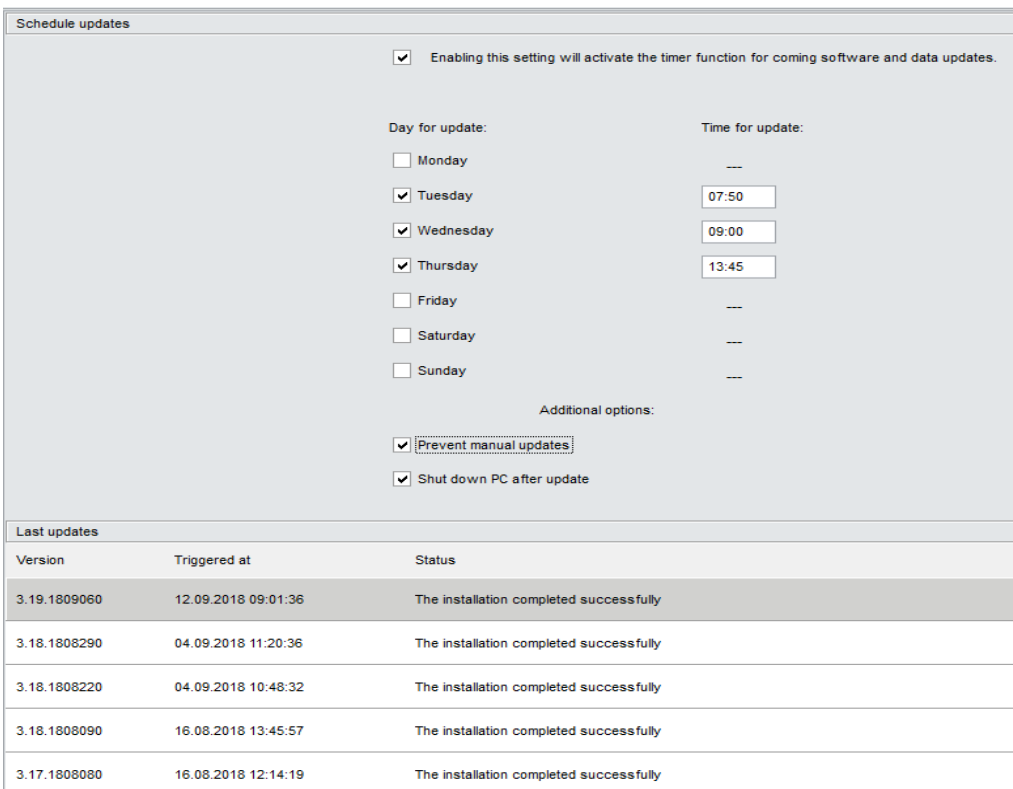 Schedule updates
Enabling this setting will activate the timer function for coming software and data updates.
Day for update: Time for update:
Monday ---
Tuesday 07:50
Wednesday 09:00
Thursday 13:45
Friday ---
Saturday ---
Sunday ---
Additional options:
Prevent manual updates
Shut down PC after update
Last updates
Version Triggered at Status
3.19.1809060 12.09.2018 09:01:36 The installation completed successfully
3.18.1808290 04.09.2018 11:20:36 The installation completed successfully
3.18.1808220 04.09.2018 10:48:32 The installation completed successfully
3.18.1808090 16.08.2018 13:45:57 The installation completed successfully
3.17.1808080 16.08.2018 12:14:19 The installation completed successfully